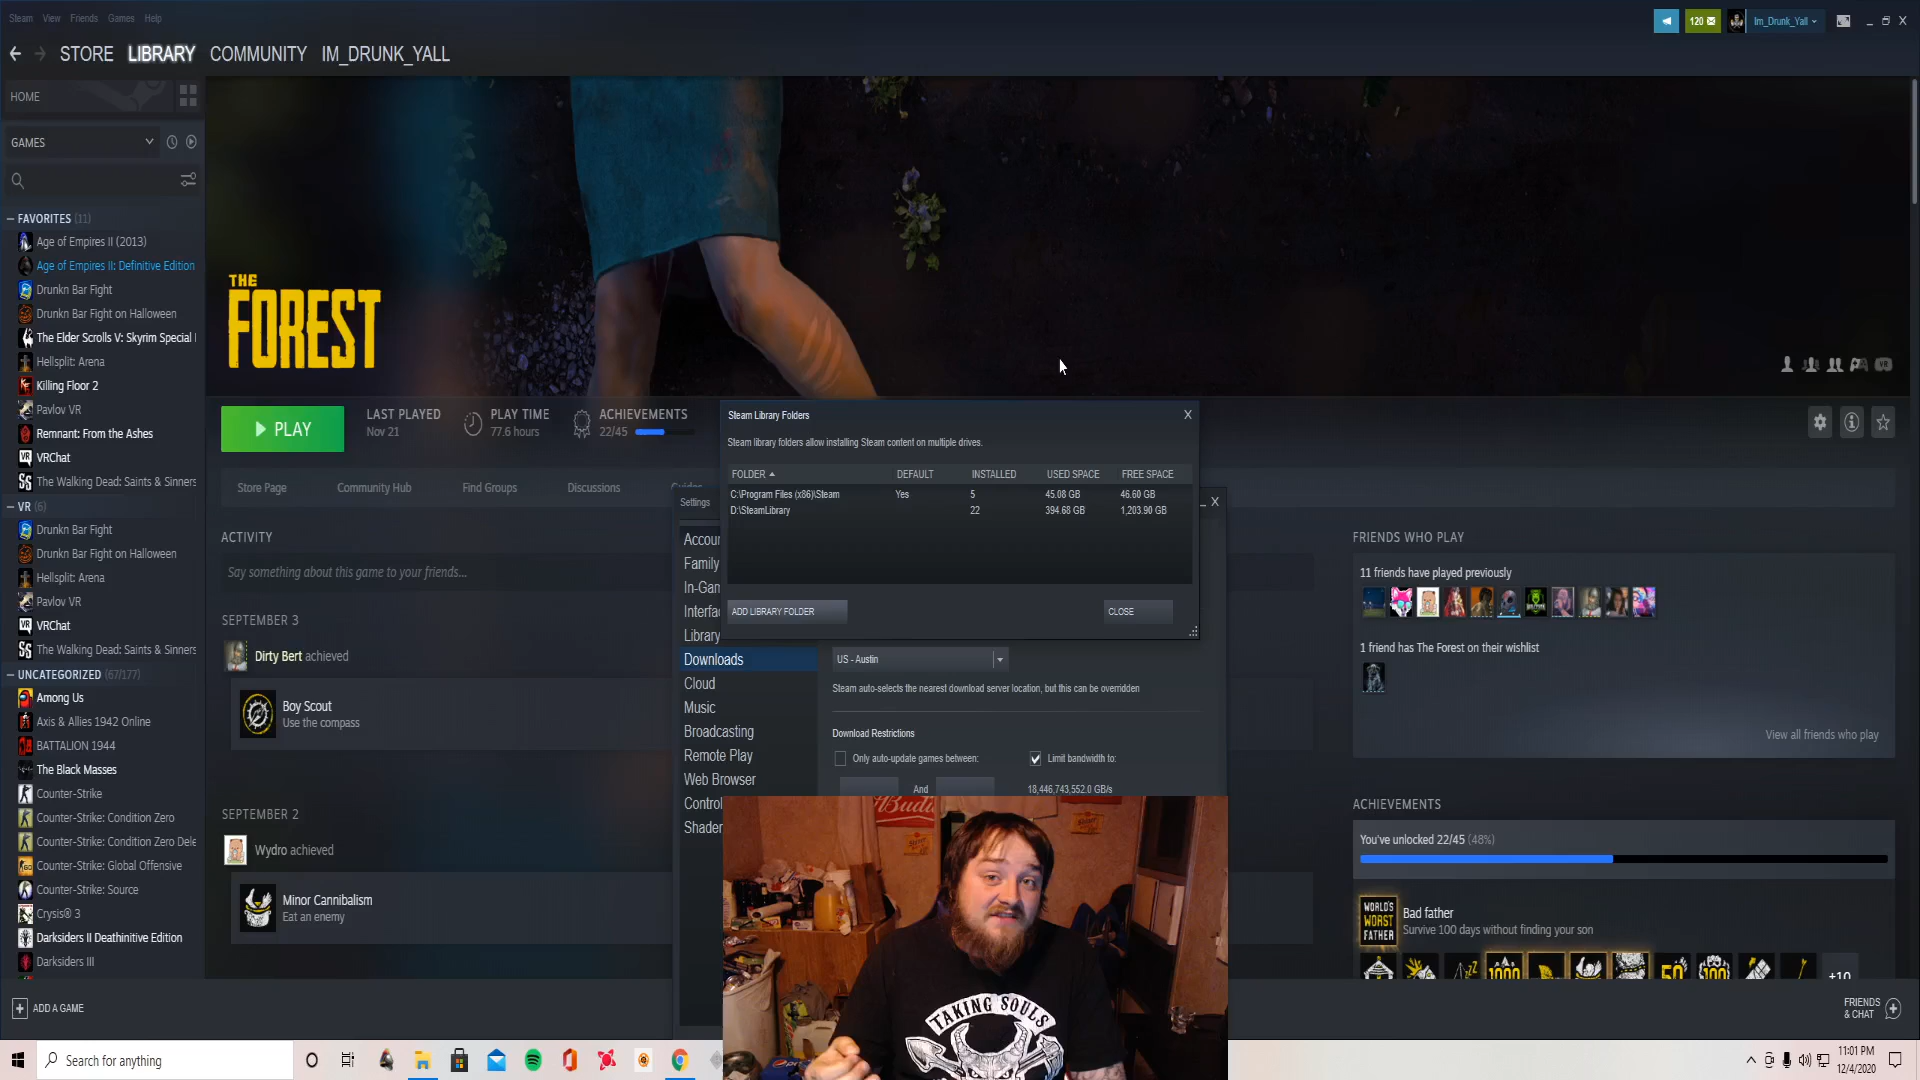 Steam View Friends Games Help
120
Im_Drunk_Yall
STORE LIBRARY COMMUNITY IM_DRUNK_YALL
HOME
GAMES
FAVORITES (11)
Age of Empires II (2013)
Age of Empires II: Definitive Edition
Drunkn Bar Fight
Drunkn Bar Fight on Halloween
The Elder Scrolls V: Skyrim Special
Hellsplit: Arena
Killing Floor 2
Pavlov VR
Remnant: From the Ashes
VRChat
The Walking Dead: Saints & Sinners
VR (6)
Drunkn Bar Fight
Drunkn Bar Fight on Halloween
Hellsplit: Arena
Pavlov VR
VRChat
The Walking Dead: Saints & Sinners
UNCATEGORIZED (67/177)
Among Us
Axis & Allies 1942 Online
BATTALION 1944
The Black Masses
Counter-Strike
Counter-Strike: Condition Zero
Counter-Strike: Condition Zero Dele
Counter-Strike: Global Offensive
Counter-Strike: Source
Crysis® 3
Darksiders II Deathinitive Edition
Darksiders III
ADD A GAME
THE
FOREST
PLAY
LAST PLAYED
Nov 21
PLAY TIME
77.6 hours
ACHIEVEMENTS
22/45
Store Page Community Hub Find Groups Discussions Guides
ACTIVITY
Say something about this game to your friends...
SEPTEMBER 3
Dirty Bert achieved
Boy Scout
Use the compass
SEPTEMBER 2
Wydro achieved
Minor Cannibalism
Eat an enemy
Steam Library Folders X
Steam library folders allow installing Steam content on multiple drives.
FOLDER DEFAULT INSTALLED USED SPACE FREE SPACE
C:\Program Files (x86)\Steam Yes 5 45.08 GB 46.60 GB
D:\SteamLibrary 22 394.68 GB 1,203.90 GB
ADD LIBRARY FOLDER CLOSE
Settings
Accou
Family
In-Gam
Interfac
Library
Downloads
Cloud
Music
Broadcasting
Remote Play
Web Browser
Control
Shader
US - Austin
Steam auto-selects the nearest download server location, but this can be overridden
Download Restrictions
Only auto-update games between: Limit bandwidth to:
And 18,446,743,552.0 GB/s
TAKING SOULS
FRIENDS WHO PLAY
11 friends have played previously
1 friend has The Forest on their wishlist
View all friends who play
ACHIEVEMENTS
You've unlocked 22/45 (48%)
WORLD'S
WORST
FATHER
Bad father
Survive 100 days without finding your son
1000 50 100 +10
FRIENDS
& CHAT
Search for anything
11:01 PM
12/4/2020